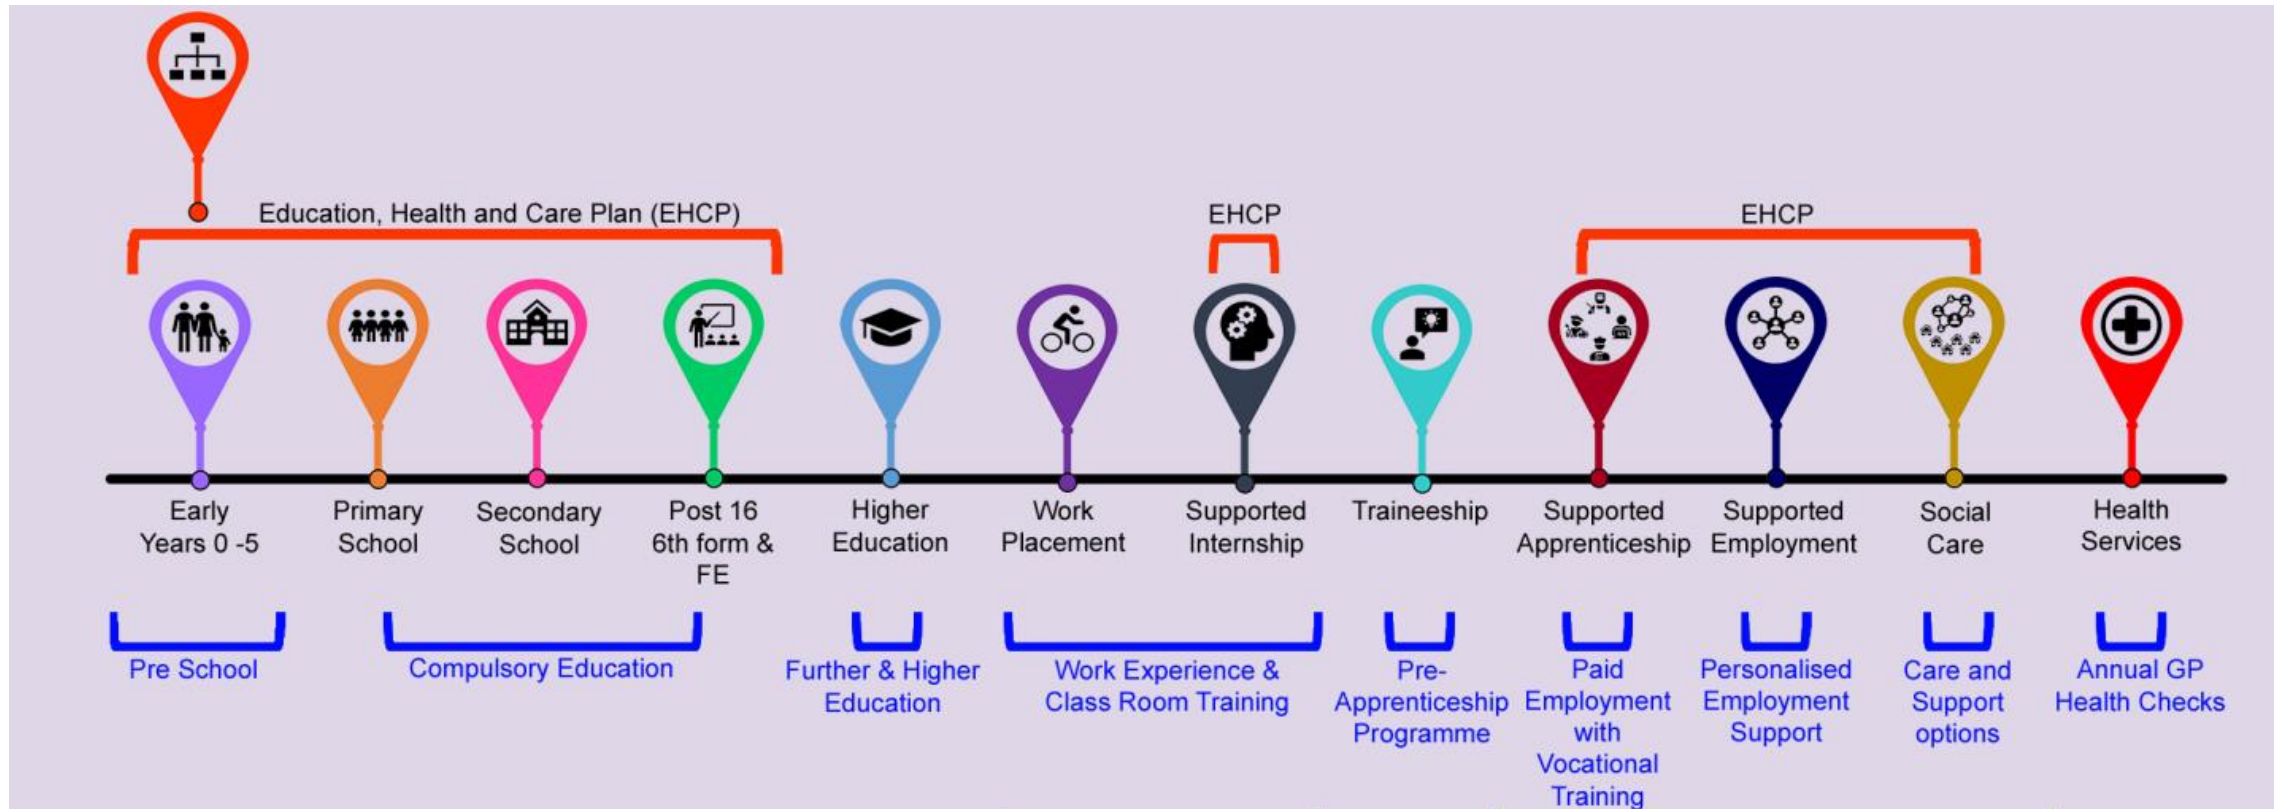 Education, Health and Care Plan (EHCP)
EHCP
EHCP
Early
Years 0 -5
Primary
School
Secondary
School
Post 16
6th form &
FE
Higher
Education
Work
Placement
Supported
Internship
Traineeship
Supported
Apprenticeship
Supported
Employment
Social
Care
Health
Services
Pre School
Compulsory Education
Further & Higher
Education
Work Experience &
Class Room Training
Pre-
Apprenticeship
Programme
Paid
Employment
with
Vocational
Training
Personalised
Employment
Support
Care and
Support
options
Annual GP
Health Checks